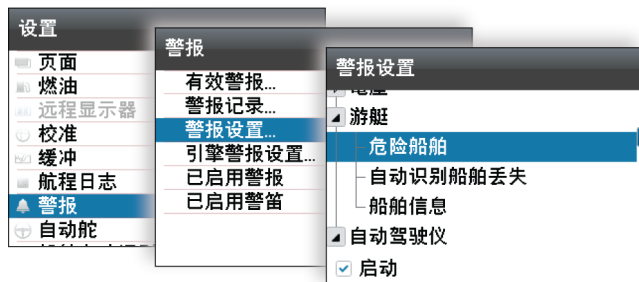 设置
页面
燃油
远程显示器
校准
缓冲
航程日志
警报
自动舵
警报
有效警报...
警报记录...
警报设置...
引擎警报设置...
已启用警报
已启用警笛
警报设置
游艇
危险船舶
自动识别船舶丢失
船舶信息
自动驾驶仪
启动